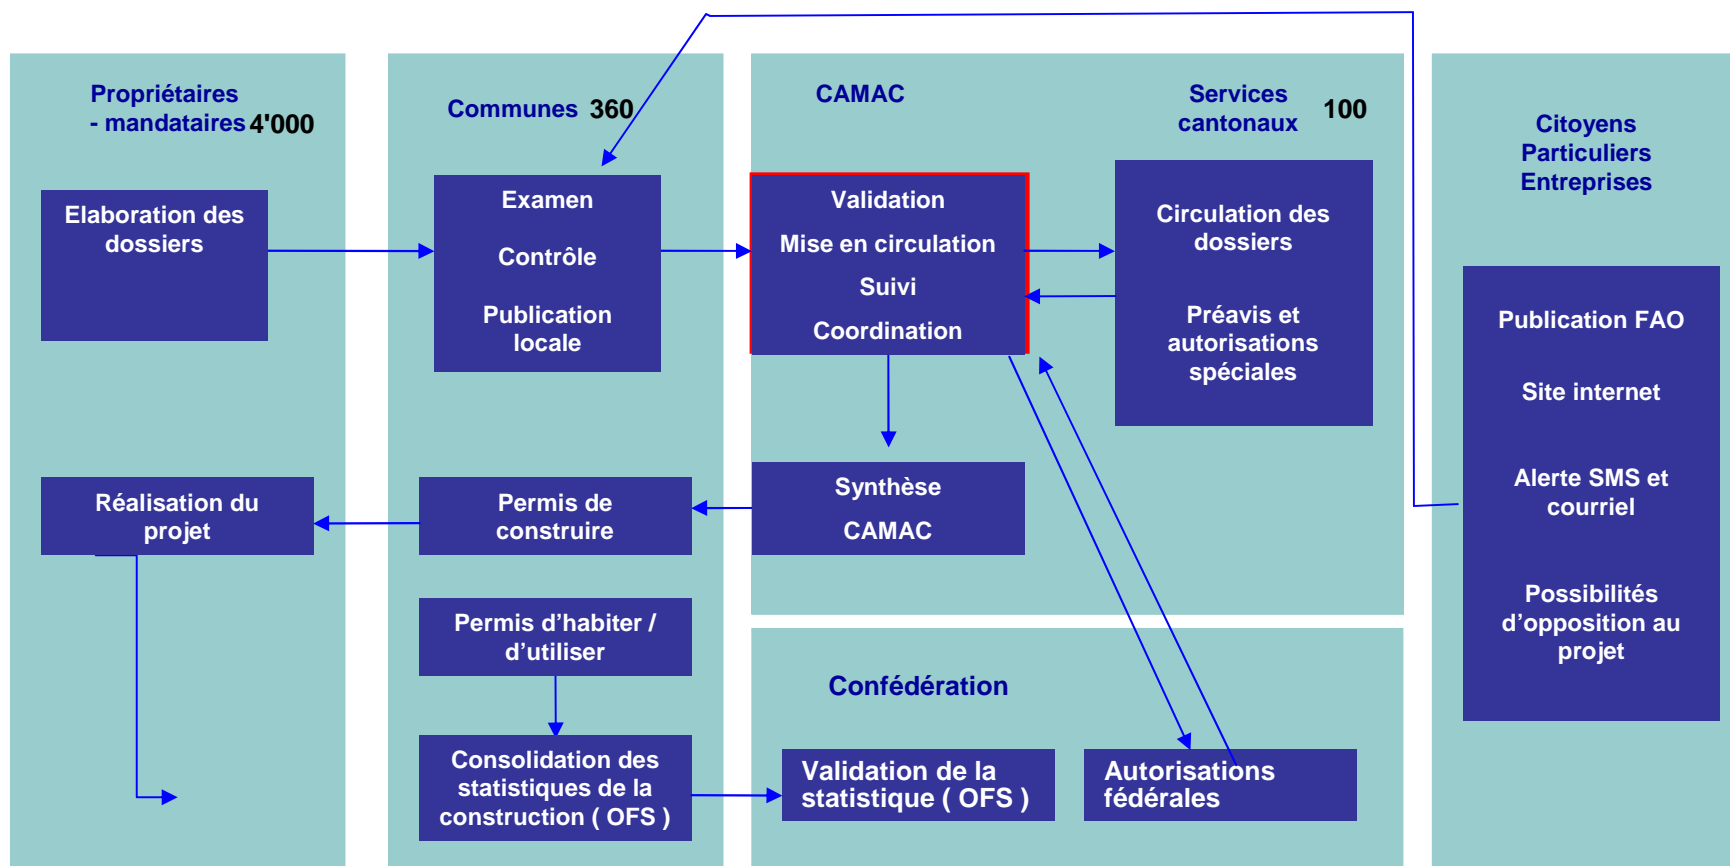 Propriétaires
- mandataires 4'000
Elaboration des
dossiers
Réalisation du
projet
Communes 360
Examen
Contrôle
Publication
locale
Permis de
construire
Permis d’habiter /
d’utiliser
Consolidation des
statistiques de la
construction ( OFS )
CAMAC
Validation
Mise en circulation
Suivi
Coordination
Synthèse
CAMAC
Services
cantonaux 100
Circulation des
dossiers
Préavis et
autorisations
spéciales
Confédération
Validation de la
statistique ( OFS )
Autorisations
fédérales
Citoyens
Particuliers
Entreprises
Publication FAO
Site internet
Alerte SMS et
courriel
Possibilités
d’opposition au
projet